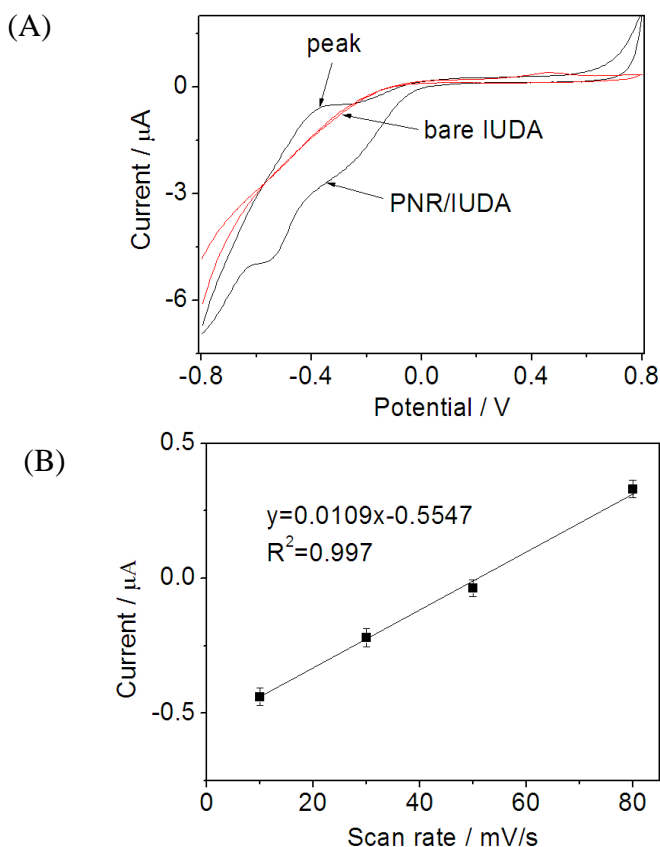 (A)
peak
bare IUDA
PNR/IUDA
0
-3
-6
Current / μA
-0.8
-0.4
0.0
0.4
0.8
Potential / V
(B)
y=0.0109x-0.5547
R²=0.997
0.5
0.0
-0.5
Current / μA
0
20
40
60
80
Scan rate / mV/s